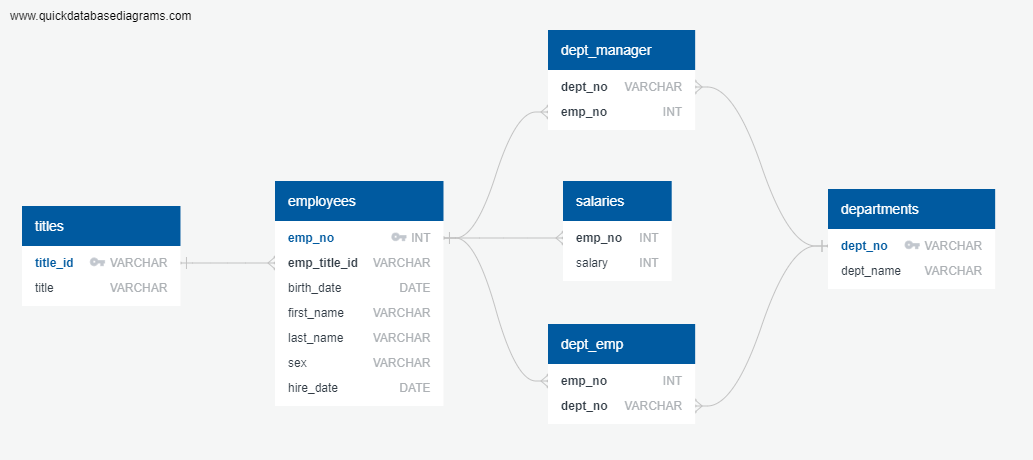 www.quickdatabasediagrams.com
dept_manager
dept_no VARCHAR
emp_no INT
titles
title_id VARCHAR
title VARCHAR
employees
emp_no INT
emp_title_id VARCHAR
birth_date DATE
first_name VARCHAR
last_name VARCHAR
sex VARCHAR
hire_date DATE
salaries
emp_no INT
salary INT
dept_emp
emp_no INT
dept_no VARCHAR
departments
dept_no VARCHAR
dept_name VARCHAR